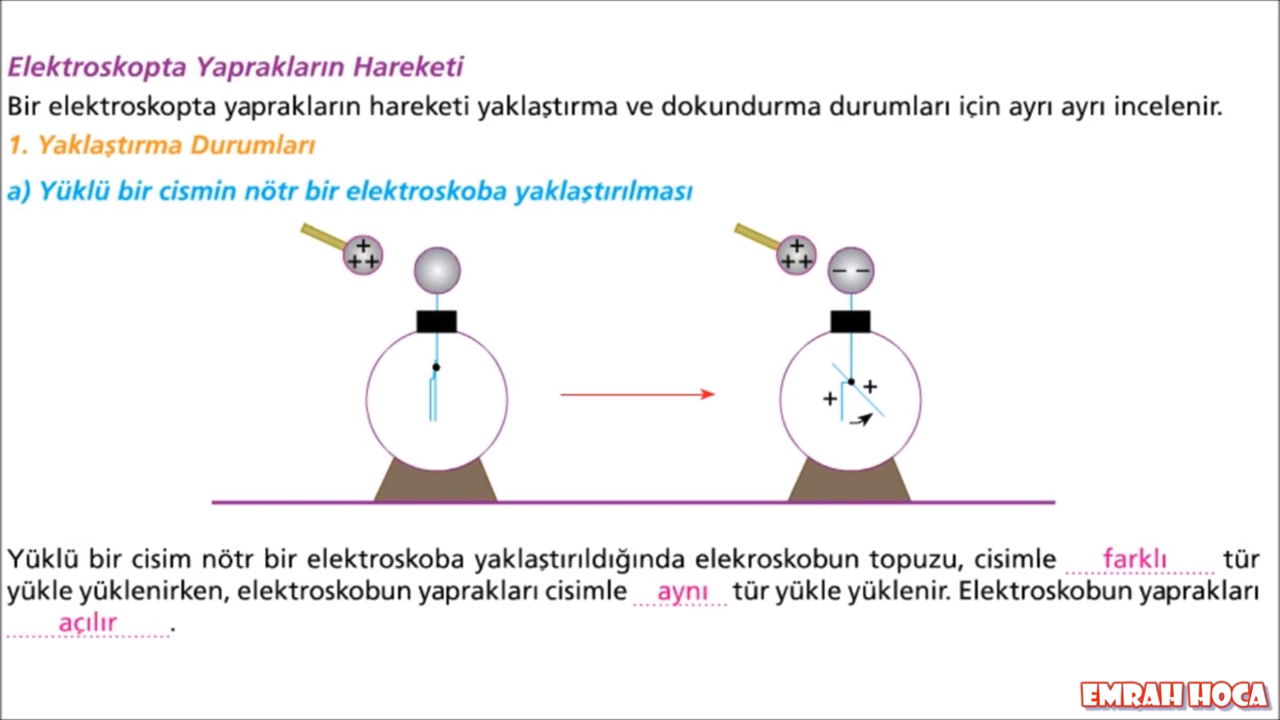 Elektroskopta Yaprakların Hareketi
Bir elektroskopta yaprakların hareketi yaklaştırma ve dokundurma durumları için ayrı ayrı incelenir.
1. Yaklaştırma Durumları
a) Yüklü bir cismin nötr bir elektroskoba yaklaştırılması
+
++
+
++
− −
+
+
Yüklü bir cisim nötr bir elektroskoba yaklaştırıldığında elekroskobun topuzu, cisimle farklı tür
yükle yüklenirken, elektroskobun yaprakları cisimle aynı tür yükle yüklenir. Elektroskobun yaprakları
açılır .
EMRAH HOCA